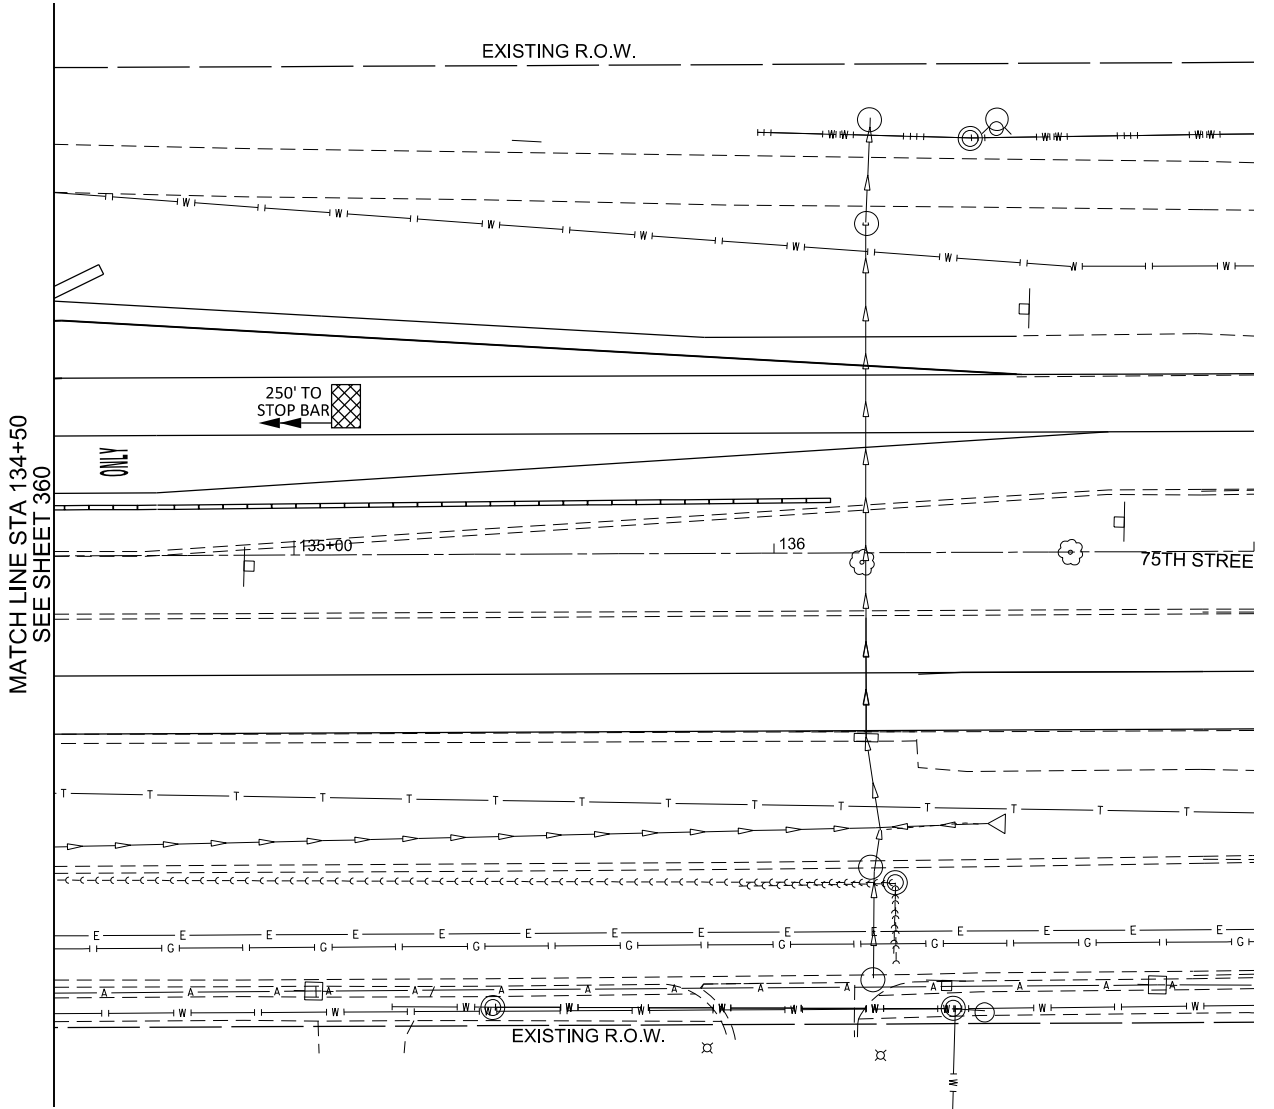 EXISTING R.O.W.
250' TO
STOP BAR
ONLY
MATCH LINE STA 134+50
SEE SHEET 360
135+00
136
75TH STREE
W W W W W W
W W W W W W W W
T T T T T T T T T T T T T T
E E E E E E E E E E E E E E
G G G G G G G G
A A A A A A A A A A A A A
W W W W W W W W W W W W W W
EXISTING R.O.W.
W